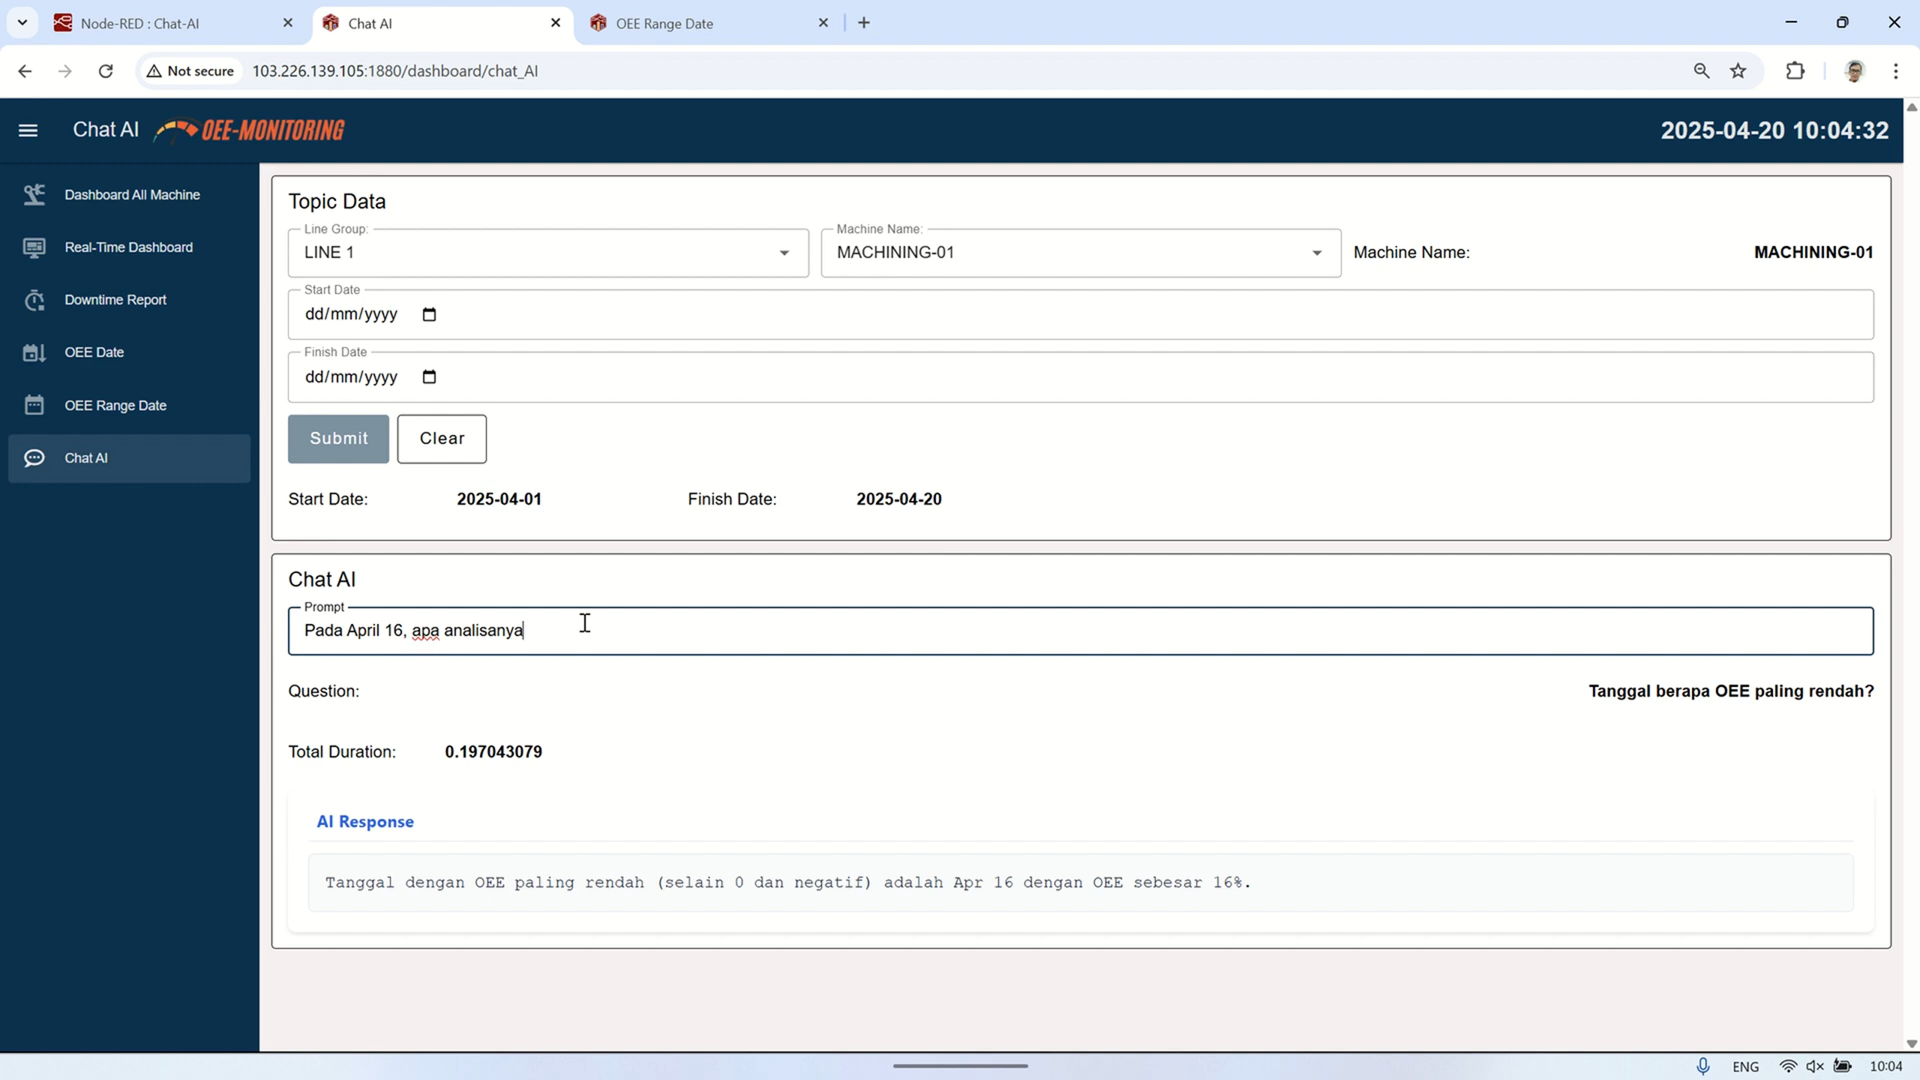 Node-RED : Chat-AI
Chat AI
OEE Range Date
Not secure
103.226.139.105:1880/dashboard/chat_AI
Chat AI
OEE-MONITORING
2025-04-20 10:04:32
Dashboard All Machine
Real-Time Dashboard
Downtime Report
OEE Date
OEE Range Date
Chat AI
Topic Data
Line Group:
LINE 1
Machine Name:
MACHINING-01
Machine Name:
MACHINING-01
Start Date
dd/mm/yyyy
Finish Date
dd/mm/yyyy
Submit
Clear
Start Date:
2025-04-01
Finish Date:
2025-04-20
Chat AI
Prompt
Pada April 16, apa analisanya
Question:
Tanggal berapa OEE paling rendah?
Total Duration:
0.197043079
AI Response
Tanggal dengan OEE paling rendah (selain 0 dan negatif) adalah Apr 16 dengan OEE sebesar 16%.
ENG
10:04